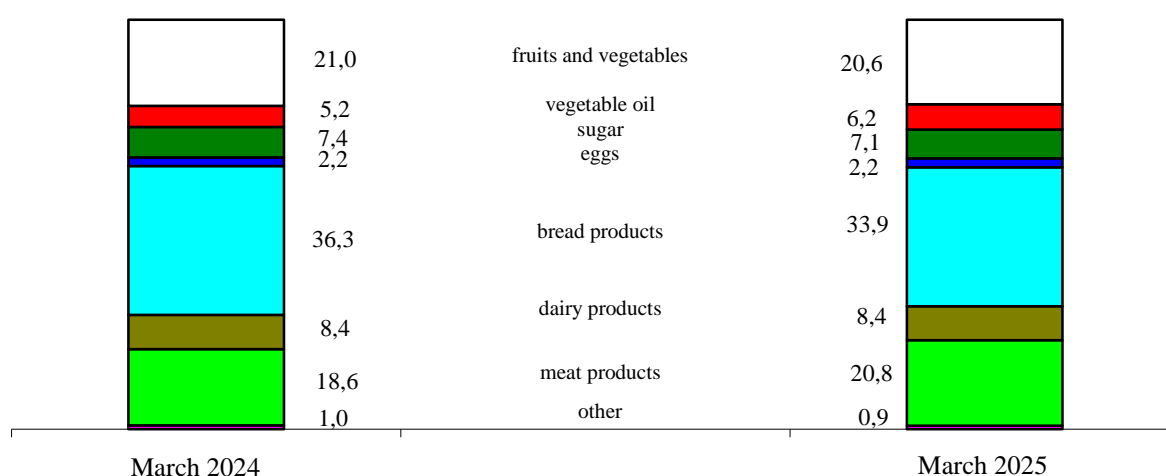 21,0 fruits and vegetables 20,6
5,2 vegetable oil 6,2
7,4 sugar 7,1
2,2 eggs 2,2
36,3 bread products 33,9
8,4 dairy products 8,4
18,6 meat products 20,8
1,0 other 0,9
March 2024 March 2025